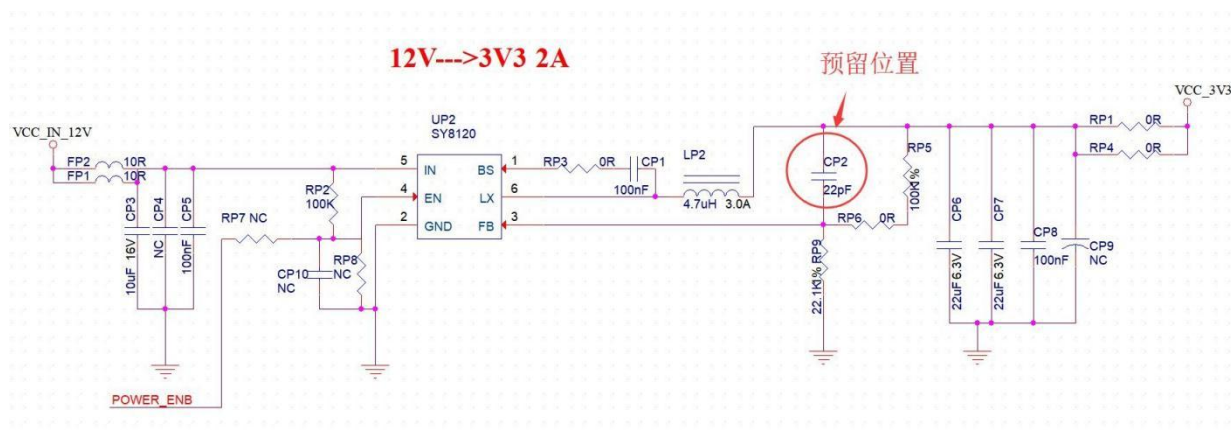 12V--->3V3 2A
预留位置
VCC_3V3
VCC_IN_12V
UP2
SY8120
FP2 10R
FP1 10R
5 IN
4 EN
2 GND
BS 1
LX 6
FB 3
RP3 0R
CP1
100nF
LP2
4.7uH 3.0A
CP2
22pF
RP5
100K1%
RP6 0R
RP9
22.1K1%
RP1 0R
RP4 0R
RP2
100K
RP7 NC
RP8
NC
CP10
NC
CP3
10uF 16V
CP4
NC
CP5
100nF
CP6
22uF 6.3V
CP7
22uF 6.3V
CP8
100nF
CP9
NC
POWER_ENB